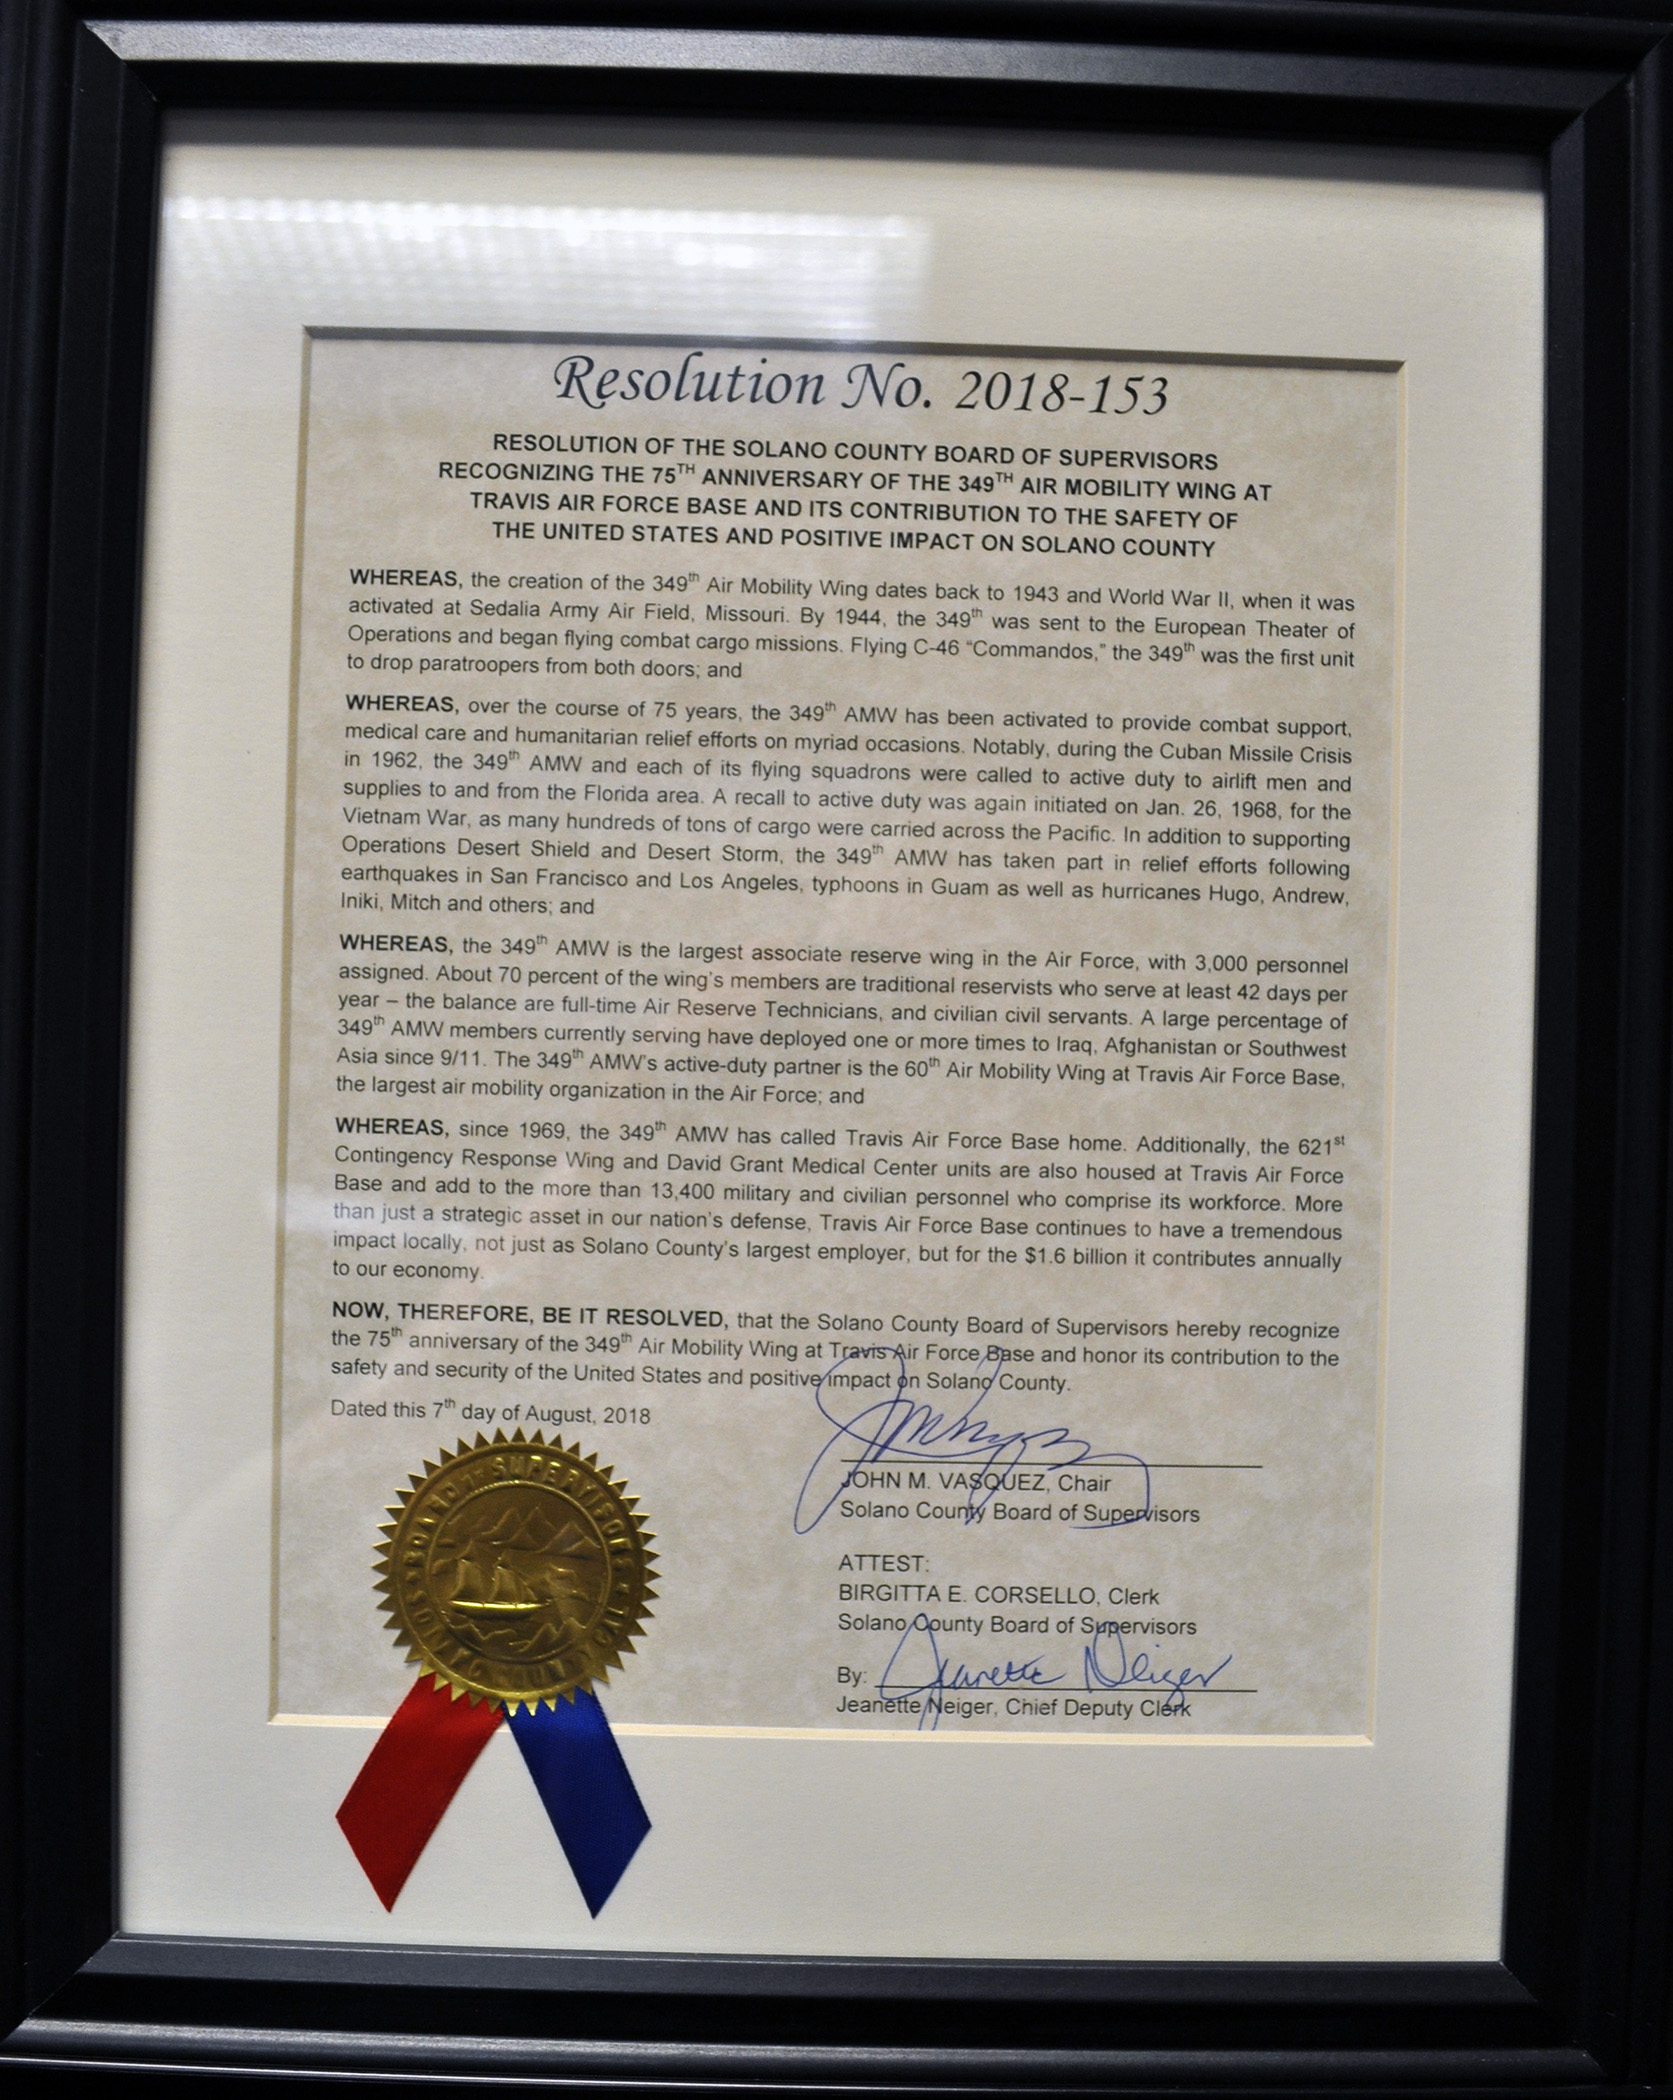 Resolution No. 2018-153
RESOLUTION OF THE SOLANO COUNTY BOARD OF SUPERVISORS
RECOGNIZING THE 75TH ANNIVERSARY OF THE 349TH AIR MOBILITY WING AT
TRAVIS AIR FORCE BASE AND ITS CONTRIBUTION TO THE SAFETY OF
THE UNITED STATES AND POSITIVE IMPACT ON SOLANO COUNTY
WHEREAS, the creation of the 349th Air Mobility Wing dates back to 1943 and World War II, when it was
activated at Sedalia Army Air Field, Missouri. By 1944, the 349th was sent to the European Theater of
Operations and began flying combat cargo missions. Flying C-46 “Commandos,” the 349th was the first unit
to drop paratroopers from both doors; and
WHEREAS, over the course of 75 years, the 349th AMW has been activated to provide combat support,
medical care and humanitarian relief efforts on myriad occasions. Notably, during the Cuban Missile Crisis
in 1962, the 349th AMW and each of its flying squadrons were called to active duty to airlift men and
supplies to and from the Florida area. A recall to active duty was again initiated on Jan. 26, 1968, for the
Vietnam War, as many hundreds of tons of cargo were carried across the Pacific. In addition to supporting
Operations Desert Shield and Desert Storm, the 349th AMW has taken part in relief efforts following
earthquakes in San Francisco and Los Angeles, typhoons in Guam as well as hurricanes Hugo, Andrew,
Iniki, Mitch and others; and
WHEREAS, the 349th AMW is the largest associate reserve wing in the Air Force, with 3,000 personnel
assigned. About 70 percent of the wing's members are traditional reservists who serve at least 42 days per
year – the balance are full-time Air Reserve Technicians, and civilian civil servants. A large percentage of
349th AMW members currently serving have deployed one or more times to Iraq, Afghanistan or Southwest
Asia since 9/11. The 349th AMW's active-duty partner is the 60th Air Mobility Wing at Travis Air Force Base,
the largest air mobility organization in the Air Force; and
WHEREAS, since 1969, the 349th AMW has called Travis Air Force Base home. Additionally, the 621st
Contingency Response Wing and David Grant Medical Center units are also housed at Travis Air Force
Base and add to the more than 13,400 military and civilian personnel who comprise its workforce. More
than just a strategic asset in our nation's defense, Travis Air Force Base continues to have a tremendous
impact locally, not just as Solano County's largest employer, but for the $1.6 billion it contributes annually
to our economy.
NOW, THEREFORE, BE IT RESOLVED, that the Solano County Board of Supervisors hereby recognize
the 75th anniversary of the 349th Air Mobility Wing at Travis Air Force Base and honor its contribution to the
safety and security of the United States and positive impact on Solano County.
Dated this 7th day of August, 2018
JOHN M. VASQUEZ, Chair
Solano County Board of Supervisors
ATTEST:
BIRGITTA E. CORSELLO, Clerk
Solano County Board of Supervisors
By: Jeanette Neiger
Jeanette Neiger, Chief Deputy Clerk
BOARD OF SUPERVISORS
SOLANO COUNTY